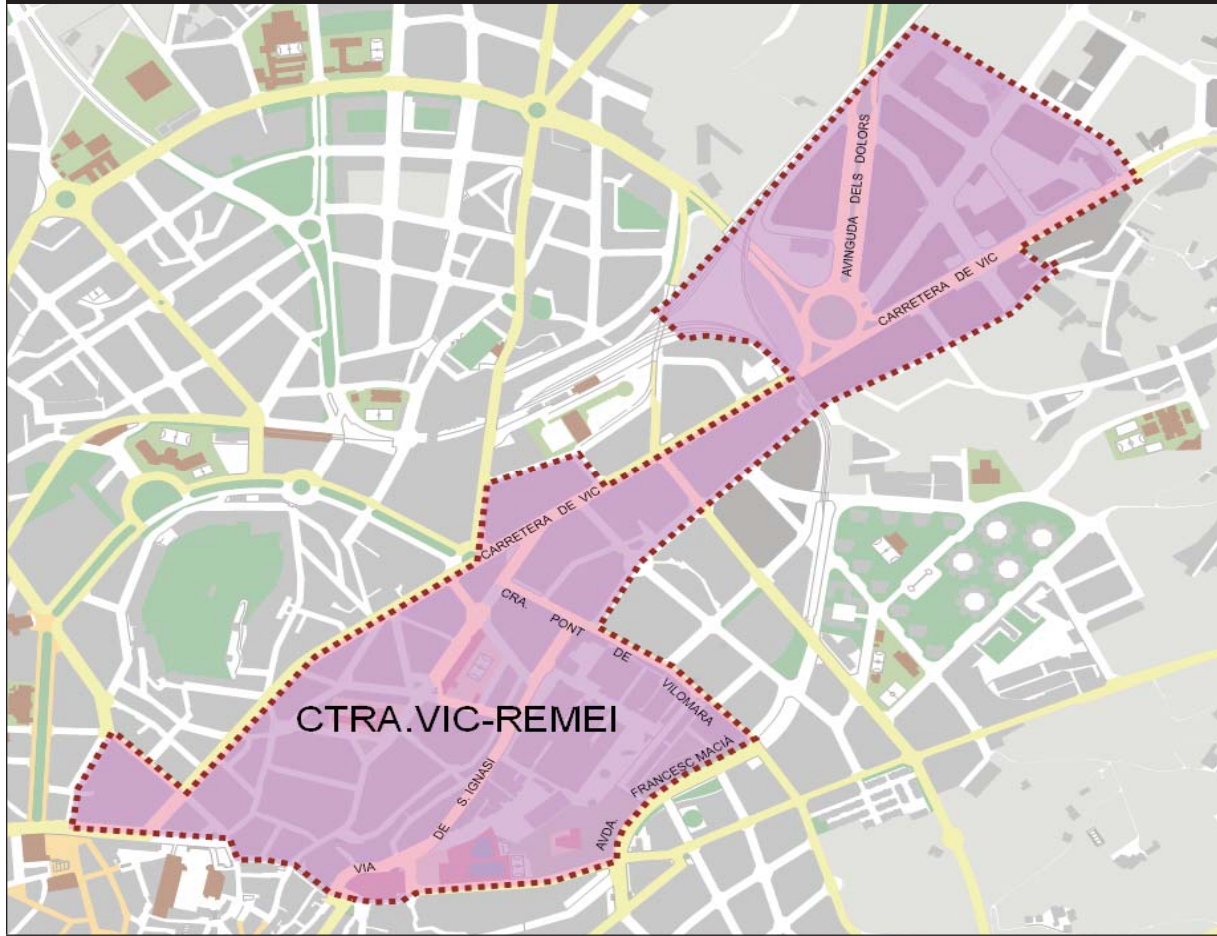 AVINGUDA DELS DOLORS
CARRETERA DE VIC
CARRETERA DE VIC
CRA. PONT DE VILOMARA
CTRA.VIC-REMEI
AVDA. FRANCESC MACIÀ
VIA DE S. IGNASI